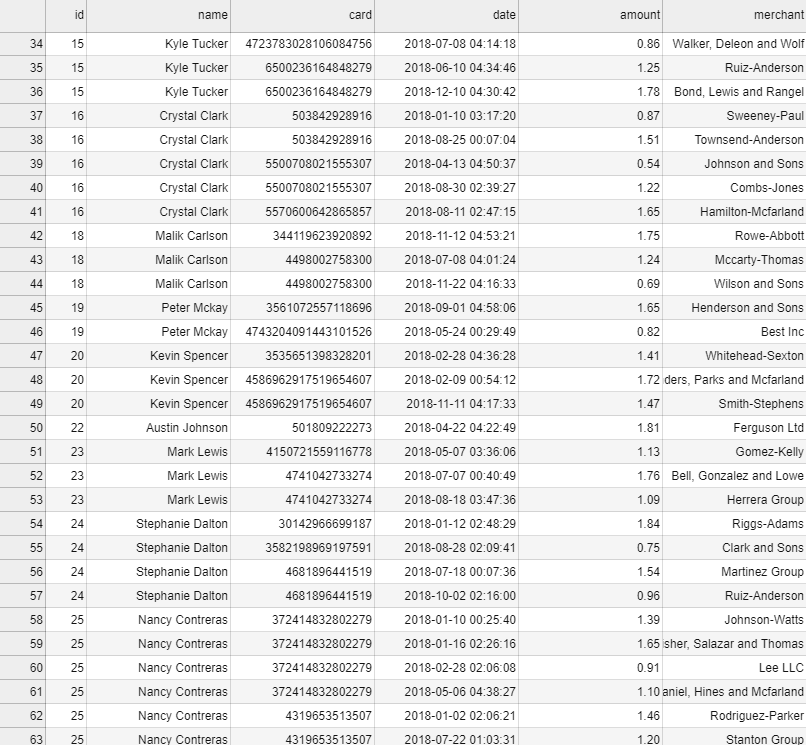 id name card date amount merchant
34 15 Kyle Tucker 4723783028106084756 2018-07-08 04:14:18 0.86 Walker, Deleon and Wolf
35 15 Kyle Tucker 6500236164848279 2018-06-10 04:34:46 1.25 Ruiz-Anderson
36 15 Kyle Tucker 6500236164848279 2018-12-10 04:30:42 1.78 Bond, Lewis and Rangel
37 16 Crystal Clark 503842928916 2018-01-10 03:17:20 0.87 Sweeney-Paul
38 16 Crystal Clark 503842928916 2018-08-25 00:07:04 1.51 Townsend-Anderson
39 16 Crystal Clark 5500708021555307 2018-04-13 04:50:37 0.54 Johnson and Sons
40 16 Crystal Clark 5500708021555307 2018-08-30 02:39:27 1.22 Combs-Jones
41 16 Crystal Clark 5570600642865857 2018-08-11 02:47:15 1.65 Hamilton-Mcfarland
42 18 Malik Carlson 344119623920892 2018-11-12 04:53:21 1.75 Rowe-Abbott
43 18 Malik Carlson 4498002758300 2018-07-08 04:01:24 1.24 Mccarty-Thomas
44 18 Malik Carlson 4498002758300 2018-11-22 04:16:33 0.69 Wilson and Sons
45 19 Peter Mckay 3561072557118696 2018-09-01 04:58:06 1.65 Henderson and Sons
46 19 Peter Mckay 4743204091443101526 2018-05-24 00:29:49 0.82 Best Inc
47 20 Kevin Spencer 3535651398328201 2018-02-28 04:36:28 1.41 Whitehead-Sexton
48 20 Kevin Spencer 4586962917519654607 2018-02-09 00:54:12 1.72 ders, Parks and Mcfarland
49 20 Kevin Spencer 4586962917519654607 2018-11-11 04:17:33 1.47 Smith-Stephens
50 22 Austin Johnson 501809222273 2018-04-22 04:22:49 1.81 Ferguson Ltd
51 23 Mark Lewis 4150721559116778 2018-05-07 03:36:06 1.13 Gomez-Kelly
52 23 Mark Lewis 4741042733274 2018-07-07 00:40:49 1.76 Bell, Gonzalez and Lowe
53 23 Mark Lewis 4741042733274 2018-08-18 03:47:36 1.09 Herrera Group
54 24 Stephanie Dalton 30142966699187 2018-01-12 02:48:29 1.84 Riggs-Adams
55 24 Stephanie Dalton 3582198969197591 2018-08-28 02:09:41 0.75 Clark and Sons
56 24 Stephanie Dalton 4681896441519 2018-07-18 00:07:36 1.54 Martinez Group
57 24 Stephanie Dalton 4681896441519 2018-10-02 02:16:00 0.96 Ruiz-Anderson
58 25 Nancy Contreras 372414832802279 2018-01-10 00:25:40 1.39 Johnson-Watts
59 25 Nancy Contreras 372414832802279 2018-01-16 02:26:16 1.65 sher, Salazar and Thomas
60 25 Nancy Contreras 372414832802279 2018-02-28 02:06:08 0.91 Lee LLC
61 25 Nancy Contreras 372414832802279 2018-05-06 04:38:27 1.10 aniel, Hines and Mcfarland
62 25 Nancy Contreras 4319653513507 2018-01-02 02:06:21 1.46 Rodriguez-Parker
63 25 Nancy Contreras 4319653513507 2018-07-22 01:03:31 1.20 Stanton Group